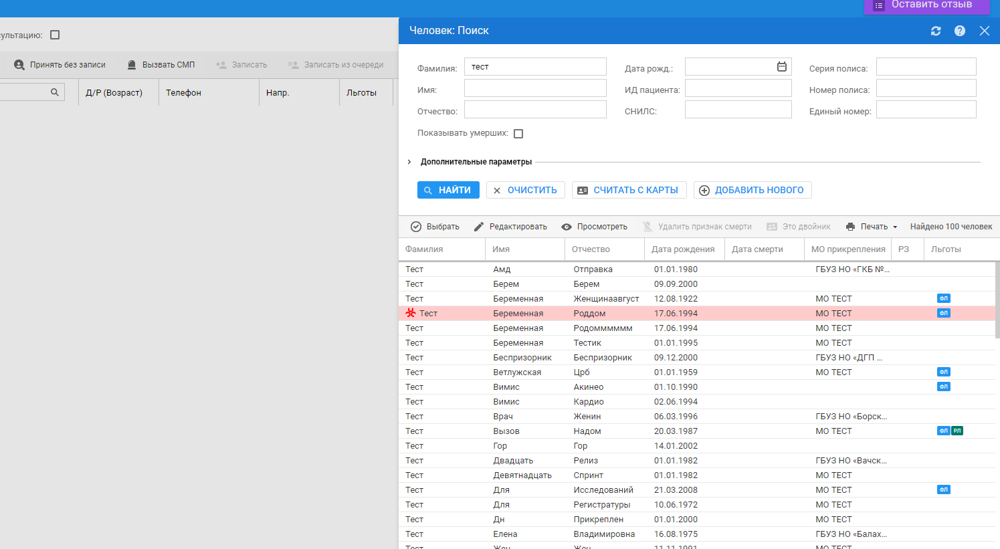 Оставить отзыв
Человек: Поиск
сультацию:
Принять без записи Вызвать СМП Записать Записать из очереди
Д/Р (Возраст) Телефон Напр. Льготы
Фамилия: тест Дата рожд.: Серия полиса:
Имя: ИД пациента: Номер полиса:
Отчество: СНИЛС: Единый номер:
Показывать умерших:
Дополнительные параметры
НАЙТИ ОЧИСТИТЬ СЧИТАТЬ С КАРТЫ ДОБАВИТЬ НОВОГО
Выбрать Редактировать Просмотреть Удалить признак смерти Это двойник Печать Найдено 100 человек
Фамилия Имя Отчество Дата рождения Дата смерти МО прикрепления РЗ Льготы
Тест Амд Отправка 01.01.1980 ГБУЗ НО «ГКБ №...
Тест Берем Берем 09.09.2000
Тест Беременная Женщинаавгуст 12.08.1922 МО ТЕСТ ФЛ
Тест Беременная Роддом 17.06.1994 МО ТЕСТ ФЛ
Тест Беременная Родомммммм 17.06.1994 МО ТЕСТ
Тест Беременная Тестик 01.01.1995 МО ТЕСТ
Тест Беспризорник Беспризорник 09.12.2000 ГБУЗ НО «ДГП ...
Тест Ветлужская Црб 01.01.1959 МО ТЕСТ ФЛ
Тест Вимис Акинео 01.10.1990 ФЛ
Тест Вимис Кардио 02.06.1994
Тест Врач Женин 06.03.1996 ГБУЗ НО «Борск...
Тест Вызов Надом 20.03.1987 МО ТЕСТ ФЛ РЛ
Тест Гор Гор 14.01.2002
Тест Двадцать Релиз 01.01.1982 ГБУЗ НО «Вачск...
Тест Девятнадцать Спринт 01.01.1982 МО ТЕСТ
Тест Для Исследований 21.03.2008 МО ТЕСТ ФЛ
Тест Для Регистратуры 10.06.1972 МО ТЕСТ
Тест Дн Прикреплен 01.01.2000 МО ТЕСТ
Тест Елена Владимировна 16.08.1975 ГБУЗ НО «Балах...
Тест Жен Жен 11.11.1991 МО ТЕСТ